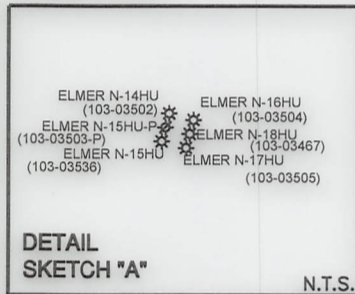 ELMER N-14HU
(103-03502)
ELMER N-15HU-P
(103-03503-P)
ELMER N-15HU
(103-03536)
ELMER N-16HU
(103-03504)
ELMER N-18HU
(103-03467)
ELMER N-17HU
(103-03505)
DETAIL
SKETCH "A"
N.T.S.